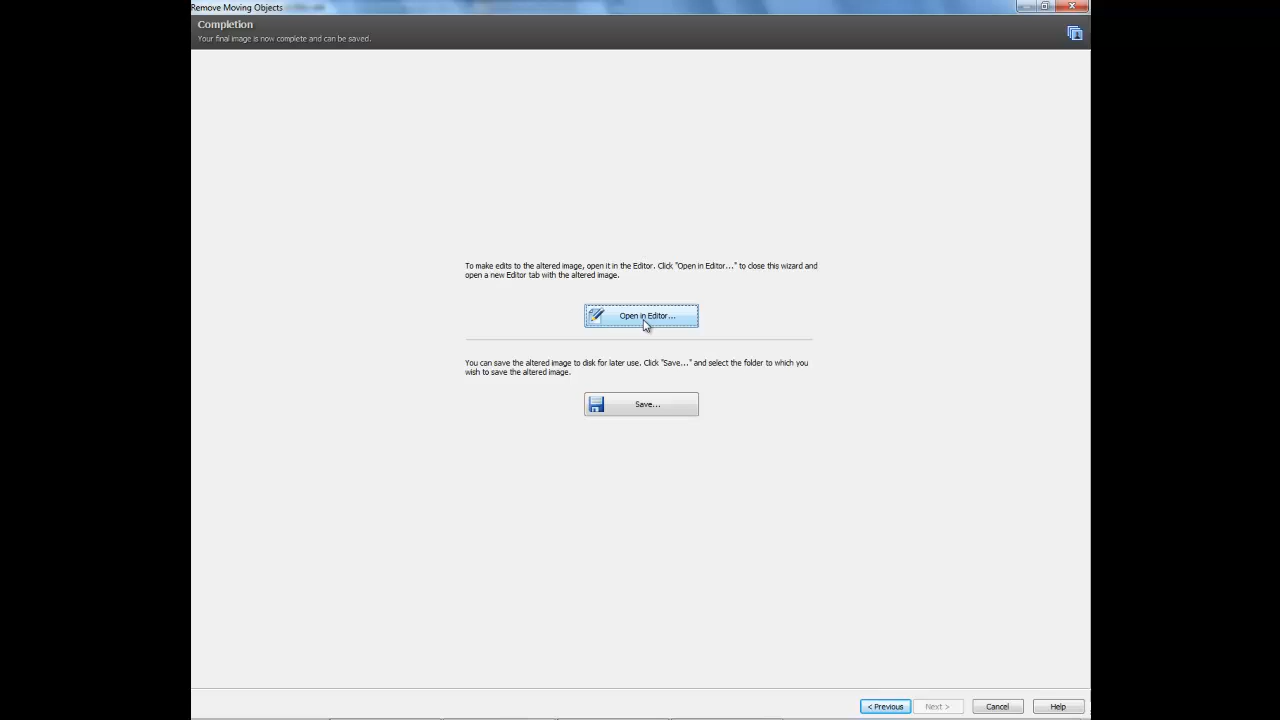 Remove Moving Objects
Completion
Your final image is now complete and can be saved.
To make edits to the altered image, open it in the Editor. Click "Open in Editor..." to close this wizard and
open a new Editor tab with the altered image.
Open in Editor...
You can save the altered image to disk for later use. Click "Save..." and select the folder to which you
wish to save the altered image.
Save...
< Previous
Next >
Cancel
Help